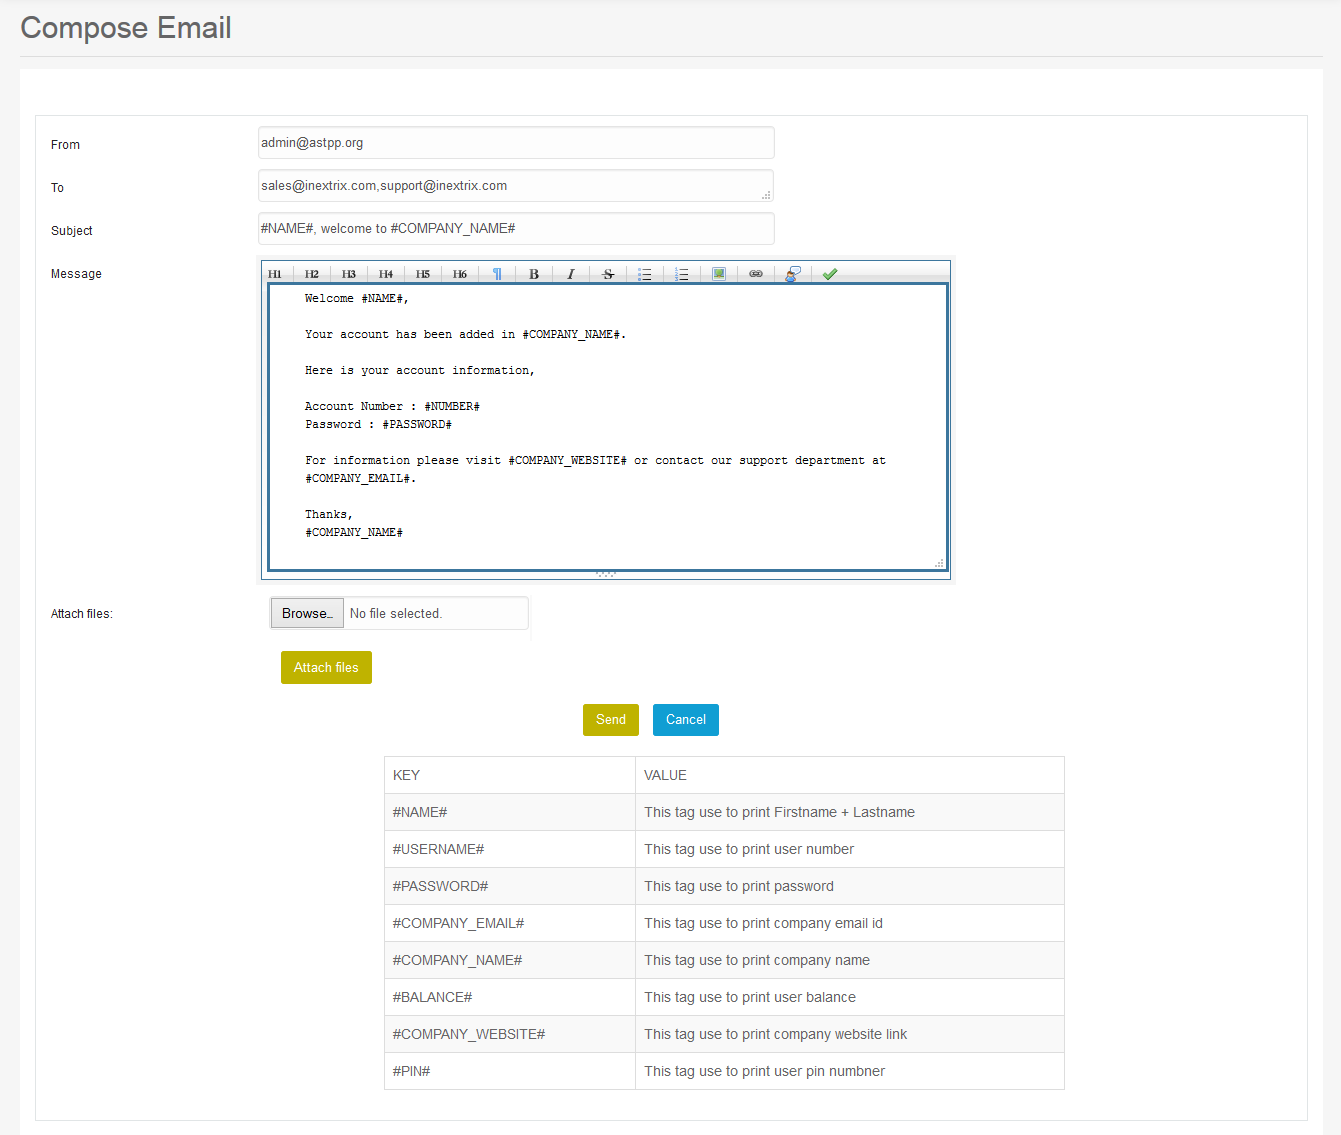 Compose Email
From
admin@astpp.org
To
sales@inextrix.com,support@inextrix.com
Subject
#NAME#, welcome to #COMPANY_NAME#
Message
H1 H2 H3 H4 H5 H6 ¶ B I S
Welcome #NAME#,
Your account has been added in #COMPANY_NAME#.
Here is your account information,
Account Number : #NUMBER#
Password : #PASSWORD#
For information please visit #COMPANY_WEBSITE# or contact our support department at
#COMPANY_EMAIL#.
Thanks,
#COMPANY_NAME#
Attach files:
Browse... No file selected.
Attach files
Send Cancel
KEY VALUE
#NAME# This tag use to print Firstname + Lastname
#USERNAME# This tag use to print user number
#PASSWORD# This tag use to print password
#COMPANY_EMAIL# This tag use to print company email id
#COMPANY_NAME# This tag use to print company name
#BALANCE# This tag use to print user balance
#COMPANY_WEBSITE# This tag use to print company website link
#PIN# This tag use to print user pin numbner